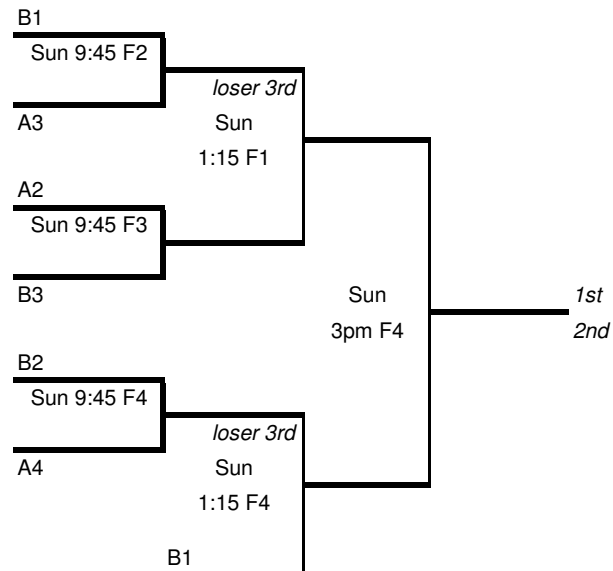 B1
Sun 9:45 F2
loser 3rd
A3
Sun
1:15 F1
A2
Sun 9:45 F3
B3
Sun
1st
3pm F4
2nd
B2
Sun 9:45 F4
loser 3rd
A4
Sun
1:15 F4
B1